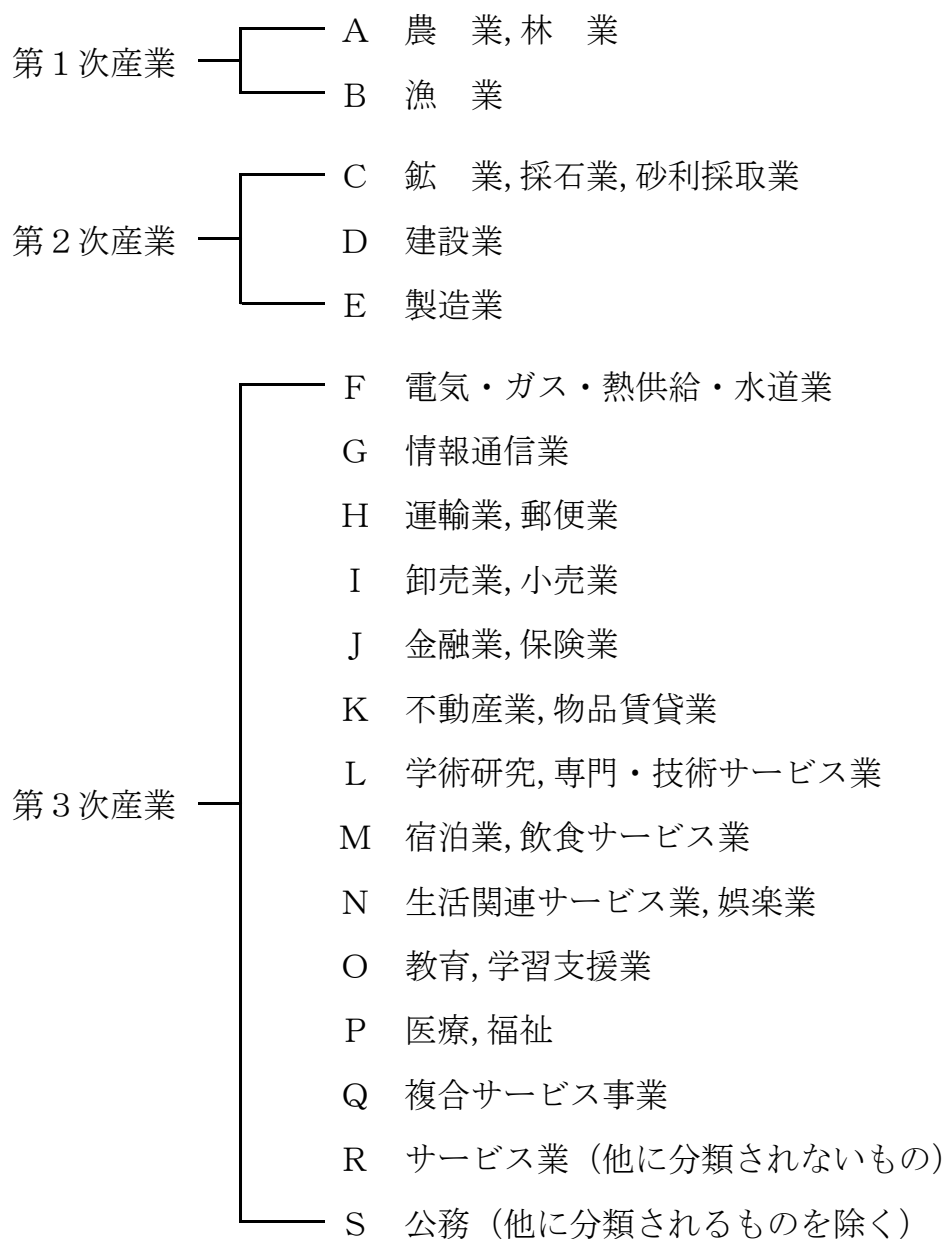 第１次産業
A 農　業, 林　業
B 漁　業
第２次産業
C 鉱　業, 採石業, 砂利採取業
D 建設業
E 製造業
第３次産業
F 電気・ガス・熱供給・水道業
G 情報通信業
H 運輸業, 郵便業
I 卸売業, 小売業
J 金融業, 保険業
K 不動産業, 物品賃貸業
L 学術研究, 専門・技術サービス業
M 宿泊業, 飲食サービス業
N 生活関連サービス業, 娯楽業
O 教育, 学習支援業
P 医療, 福祉
Q 複合サービス事業
R サービス業（他に分類されないもの）
S 公務（他に分類されるものを除く）